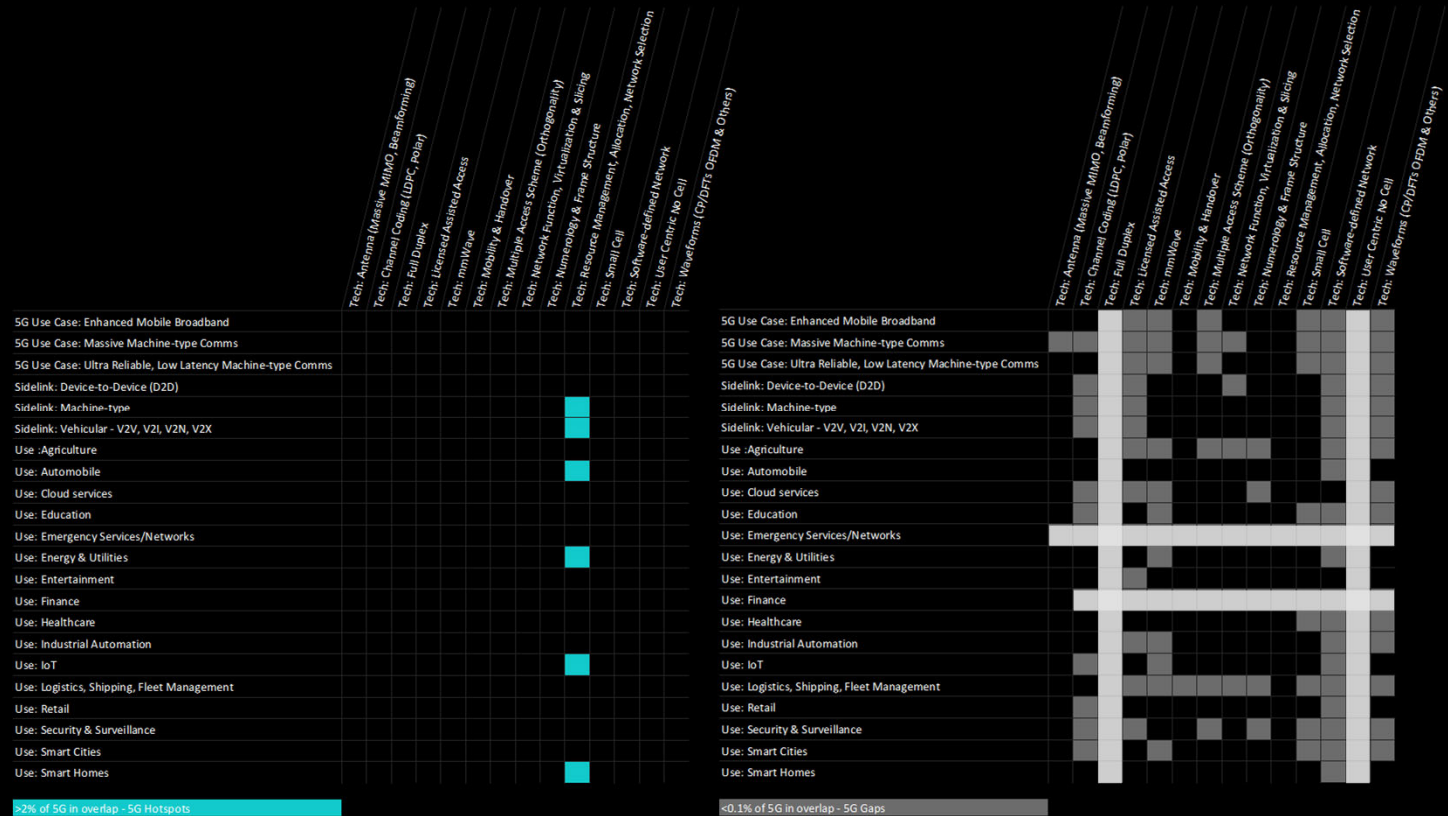 Tech: Antenna (Massive MIMO, Beamforming)
Tech: Channel Coding (LDPC, polar)
Tech: Full Duplex
Tech: Licensed Assisted Access
Tech: mmWave
Tech: Mobility & Handover
Tech: Multiple Access Scheme (Orthogonality)
Tech: Network Function, Virtualization & Slicing
Tech: Numerology & Frame Structure
Tech: Resource Management, Allocation, Network Selection
Tech: Small Cell
Tech: Software-defined Network
Tech: User Centric No Cell
Tech: Waveforms (CP/DFTs OFDM & Others)
5G Use Case: Enhanced Mobile Broadband
5G Use Case: Massive Machine-type Comms
5G Use Case: Ultra Reliable, Low Latency Machine-type Comms
Sidelink: Device-to-Device (D2D)
Sidelink: Machine-type
Sidelink: Vehicular - V2V, V2I, V2N, V2X
Use :Agriculture
Use: Automobile
Use: Cloud services
Use: Education
Use: Emergency Services/Networks
Use: Energy & Utilities
Use: Entertainment
Use: Finance
Use: Healthcare
Use: Industrial Automation
Use: IoT
Use: Logistics, Shipping, Fleet Management
Use: Retail
Use: Security & Surveillance
Use: Smart Cities
Use: Smart Homes
>2% of 5G in overlap - 5G Hotspots
Tech: Antenna (Massive MIMO, Beamforming)
Tech: Channel Coding (LDPC, polar)
Tech: Full Duplex
Tech: Licensed Assisted Access
Tech: mmWave
Tech: Mobility & Handover
Tech: Multiple Access Scheme (Orthogonality)
Tech: Network Function, Virtualization & Slicing
Tech: Numerology & Frame Structure
Tech: Resource Management, Allocation, Network Selection
Tech: Small Cell
Tech: Software-defined Network
Tech: User Centric No Cell
Tech: Waveforms (CP/DFTs OFDM & Others)
5G Use Case: Enhanced Mobile Broadband
5G Use Case: Massive Machine-type Comms
5G Use Case: Ultra Reliable, Low Latency Machine-type Comms
Sidelink: Device-to-Device (D2D)
Sidelink: Machine-type
Sidelink: Vehicular - V2V, V2I, V2N, V2X
Use :Agriculture
Use: Automobile
Use: Cloud services
Use: Education
Use: Emergency Services/Networks
Use: Energy & Utilities
Use: Entertainment
Use: Finance
Use: Healthcare
Use: Industrial Automation
Use: IoT
Use: Logistics, Shipping, Fleet Management
Use: Retail
Use: Security & Surveillance
Use: Smart Cities
Use: Smart Homes
<0.1% of 5G in overlap - 5G Gaps